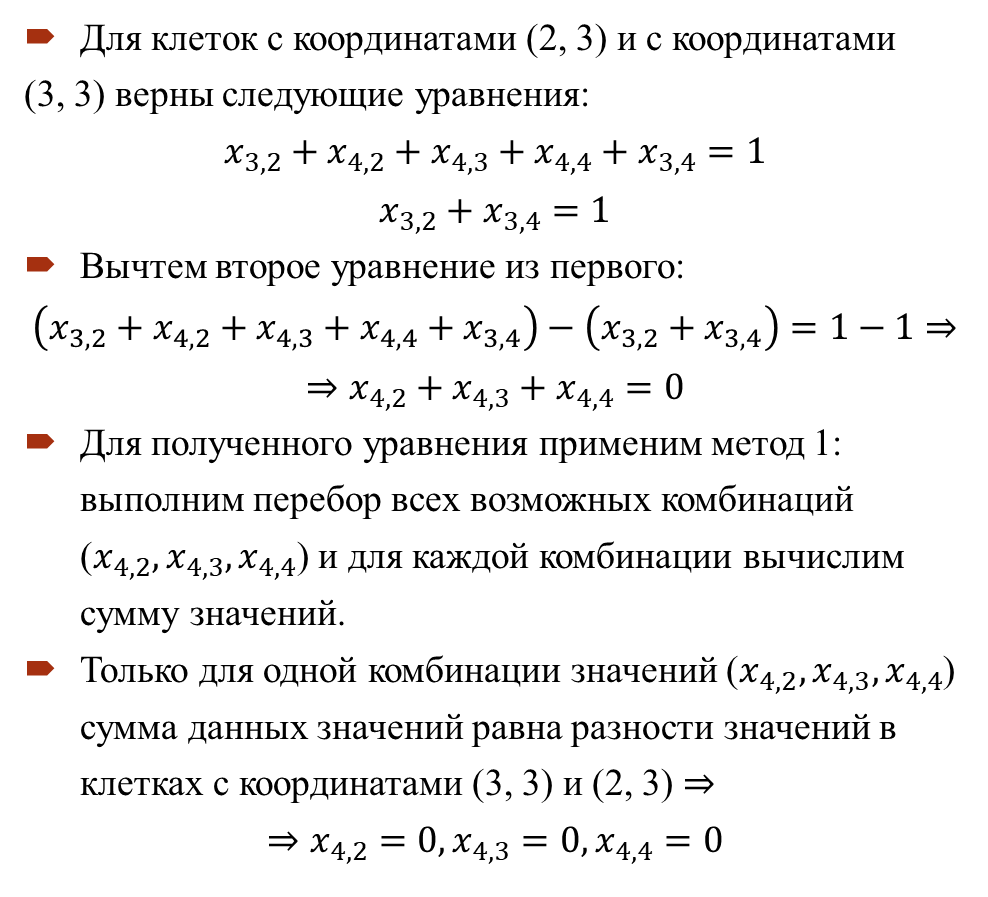 Для клеток с координатами (2, 3) и с координатами
(3, 3) верны следующие уравнения:
𝑥₃,₂ + 𝑥₄,₂ + 𝑥₄,₃ + 𝑥₄,₄ + 𝑥₃,₄ = 1
𝑥₃,₂ + 𝑥₃,₄ = 1
Вычтем второе уравнение из первого:
(𝑥₃,₂ + 𝑥₄,₂ + 𝑥₄,₃ + 𝑥₄,₄ + 𝑥₃,₄) − (𝑥₃,₂ + 𝑥₃,₄) = 1 − 1 ⇒
⇒ 𝑥₄,₂ + 𝑥₄,₃ + 𝑥₄,₄ = 0
Для полученного уравнения применим метод 1:
выполним перебор всех возможных комбинаций
(𝑥₄,₂, 𝑥₄,₃, 𝑥₄,₄) и для каждой комбинации вычислим
сумму значений.
Только для одной комбинации значений (𝑥₄,₂, 𝑥₄,₃, 𝑥₄,₄)
сумма данных значений равна разности значений в
клетках с координатами (3, 3) и (2, 3) ⇒
⇒ 𝑥₄,₂ = 0, 𝑥₄,₃ = 0, 𝑥₄,₄ = 0